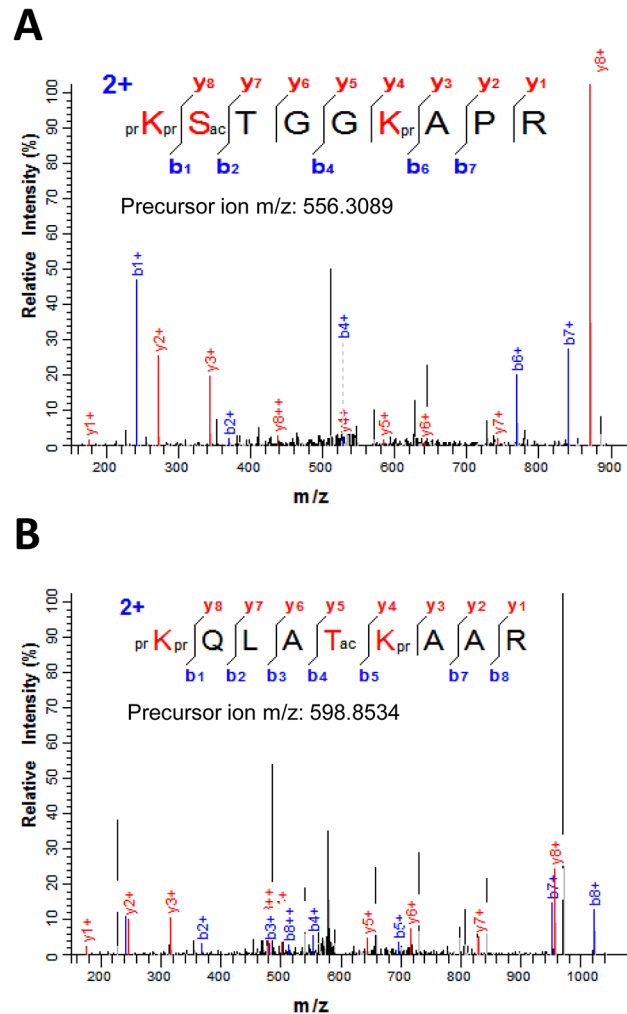 A
2+
y8 y7 y6 y5 y4 y3 y2 y1
prKprSacTGGKprAPR
b1 b2 b4 b6 b7
Precursor ion m/z: 556.3089
Relative Intensity (%)
100
90
80
70
60
50
40
30
20
10
0
y1+ b1+ y2+ y3+ b2+ y8++ b4+ y4+ y5+ y6+ y7+ b6+ b7+ y8+
200 300 400 500 600 700 800 900
m/z
B
2+
y8 y7 y6 y5 y4 y3 y2 y1
prKprQLATacKprAAR
b1 b2 b3 b4 b5 b7 b8
Precursor ion m/z: 598.8534
Relative Intensity (%)
100
90
80
70
60
50
40
30
20
10
0
y1+ y2+ y3+ b2+ b3+ b8++ b4+ y5+ b5+ y6+ y7+ b7+ y8+ b8+
200 300 400 500 600 700 800 900 1000
m/z